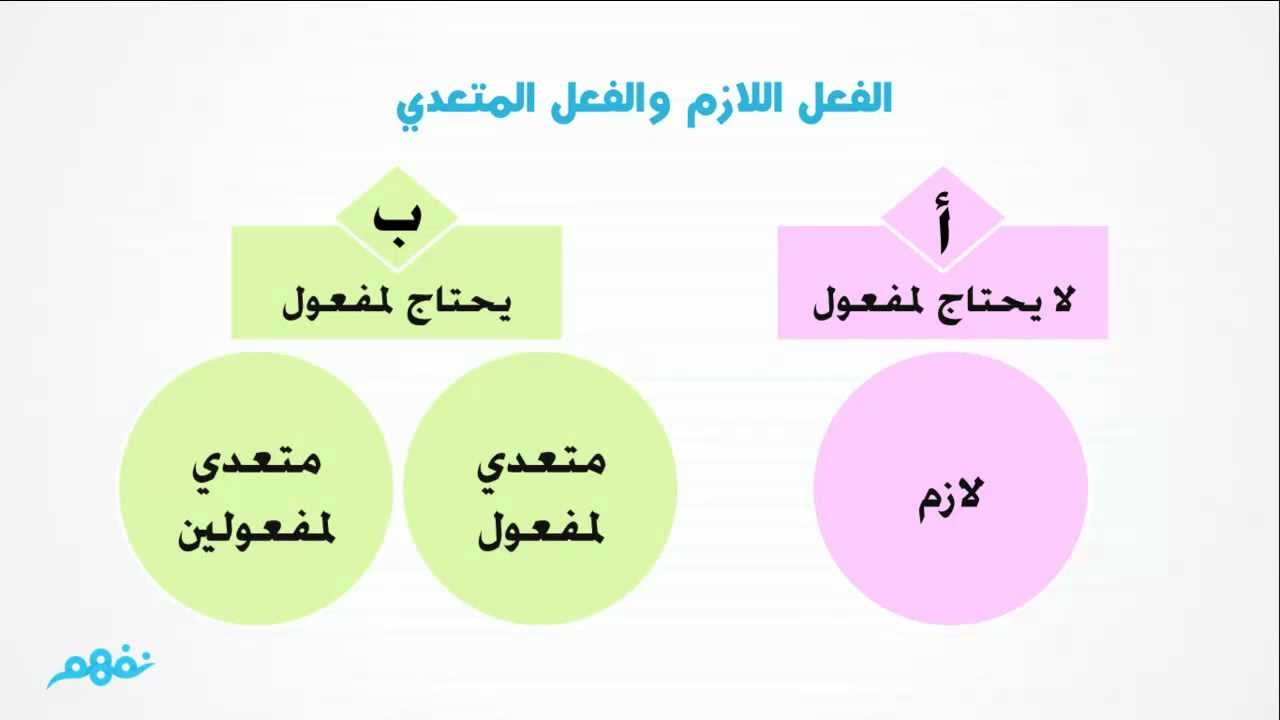 الفعل اللازم والفعل المتعدي
أ
لا يحتاج لمفعول
لازم
ب
يحتاج لمفعول
متعدي
لمفعول
متعدي
لمفعولين
نفهم